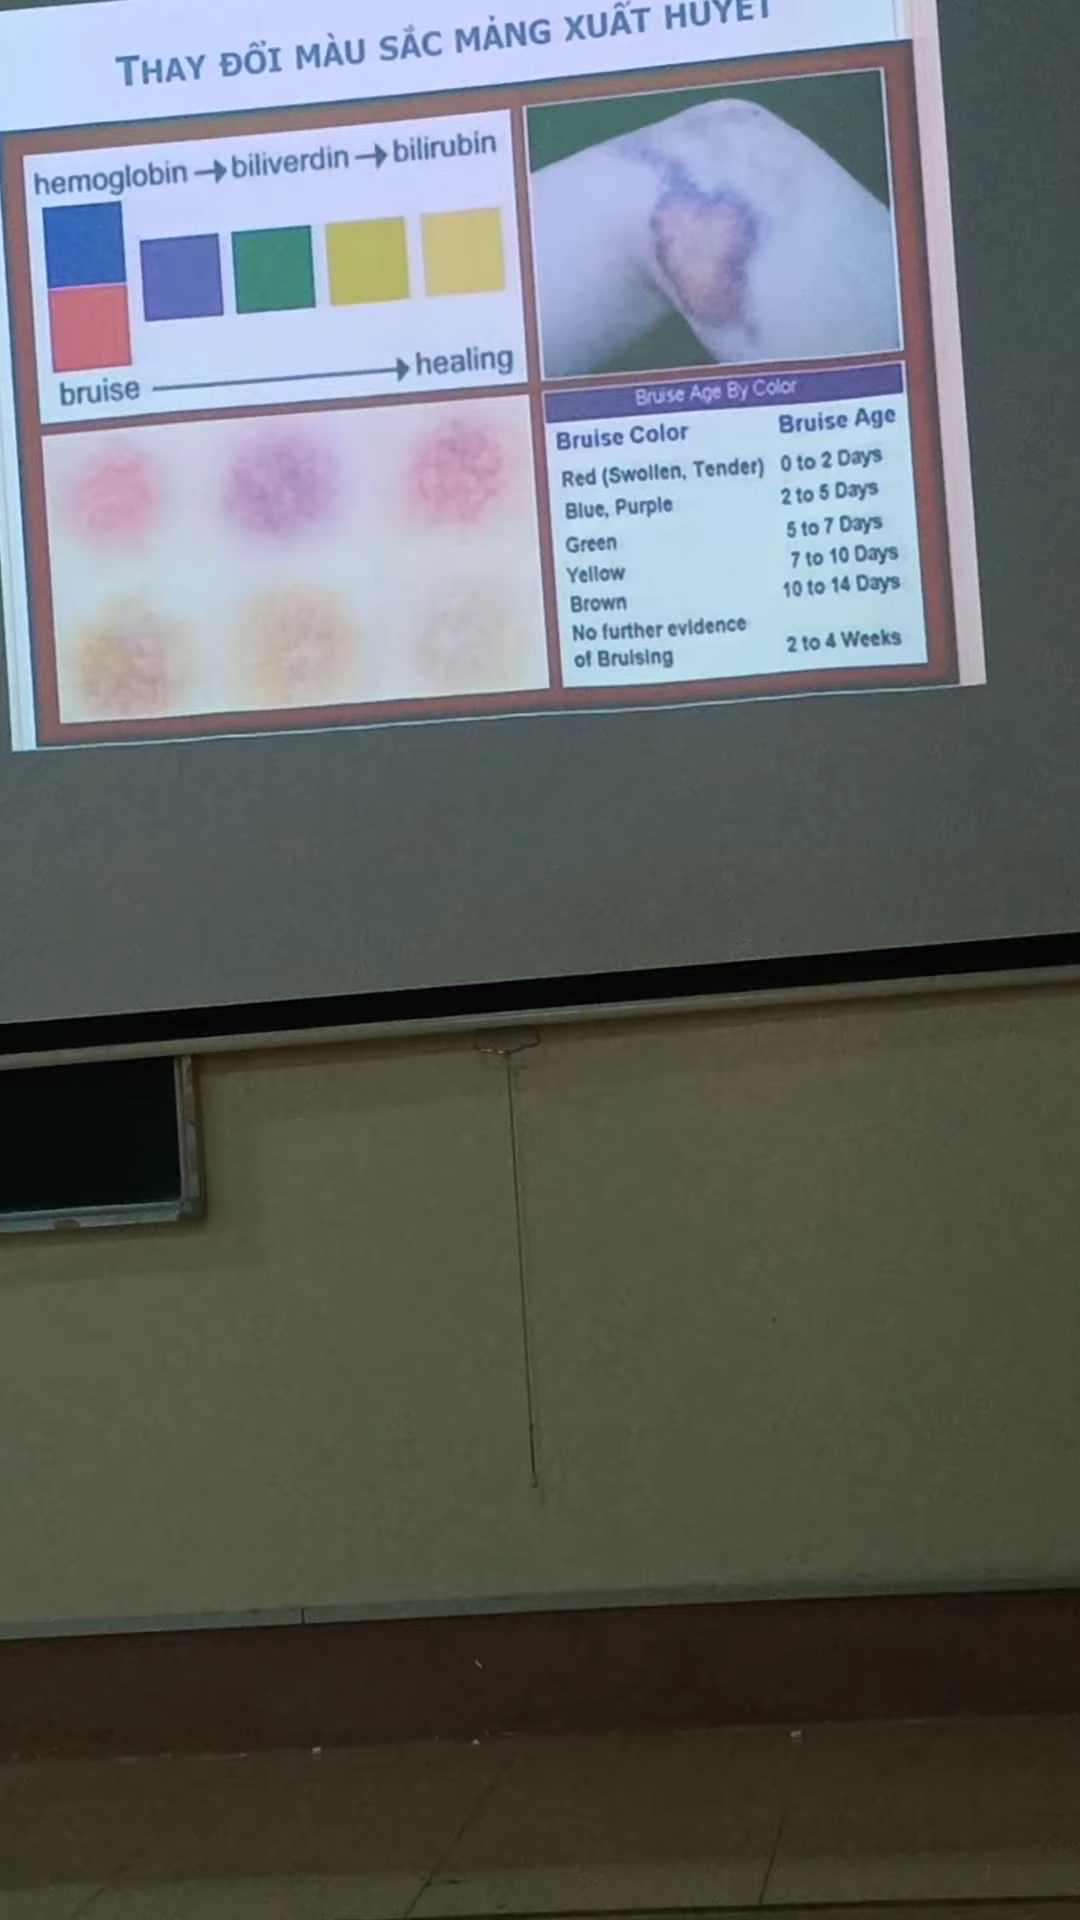 THAY ĐỔI MÀU SẮC MẢNG XUẤT HUYẾT
hemoglobin → biliverdin → bilirubin
bruise → healing
Bruise Age By Color
Bruise Color Bruise Age
Red (Swollen, Tender) 0 to 2 Days
Blue, Purple 2 to 5 Days
Green 5 to 7 Days
Yellow 7 to 10 Days
Brown 10 to 14 Days
No further evidence
of Bruising 2 to 4 Weeks